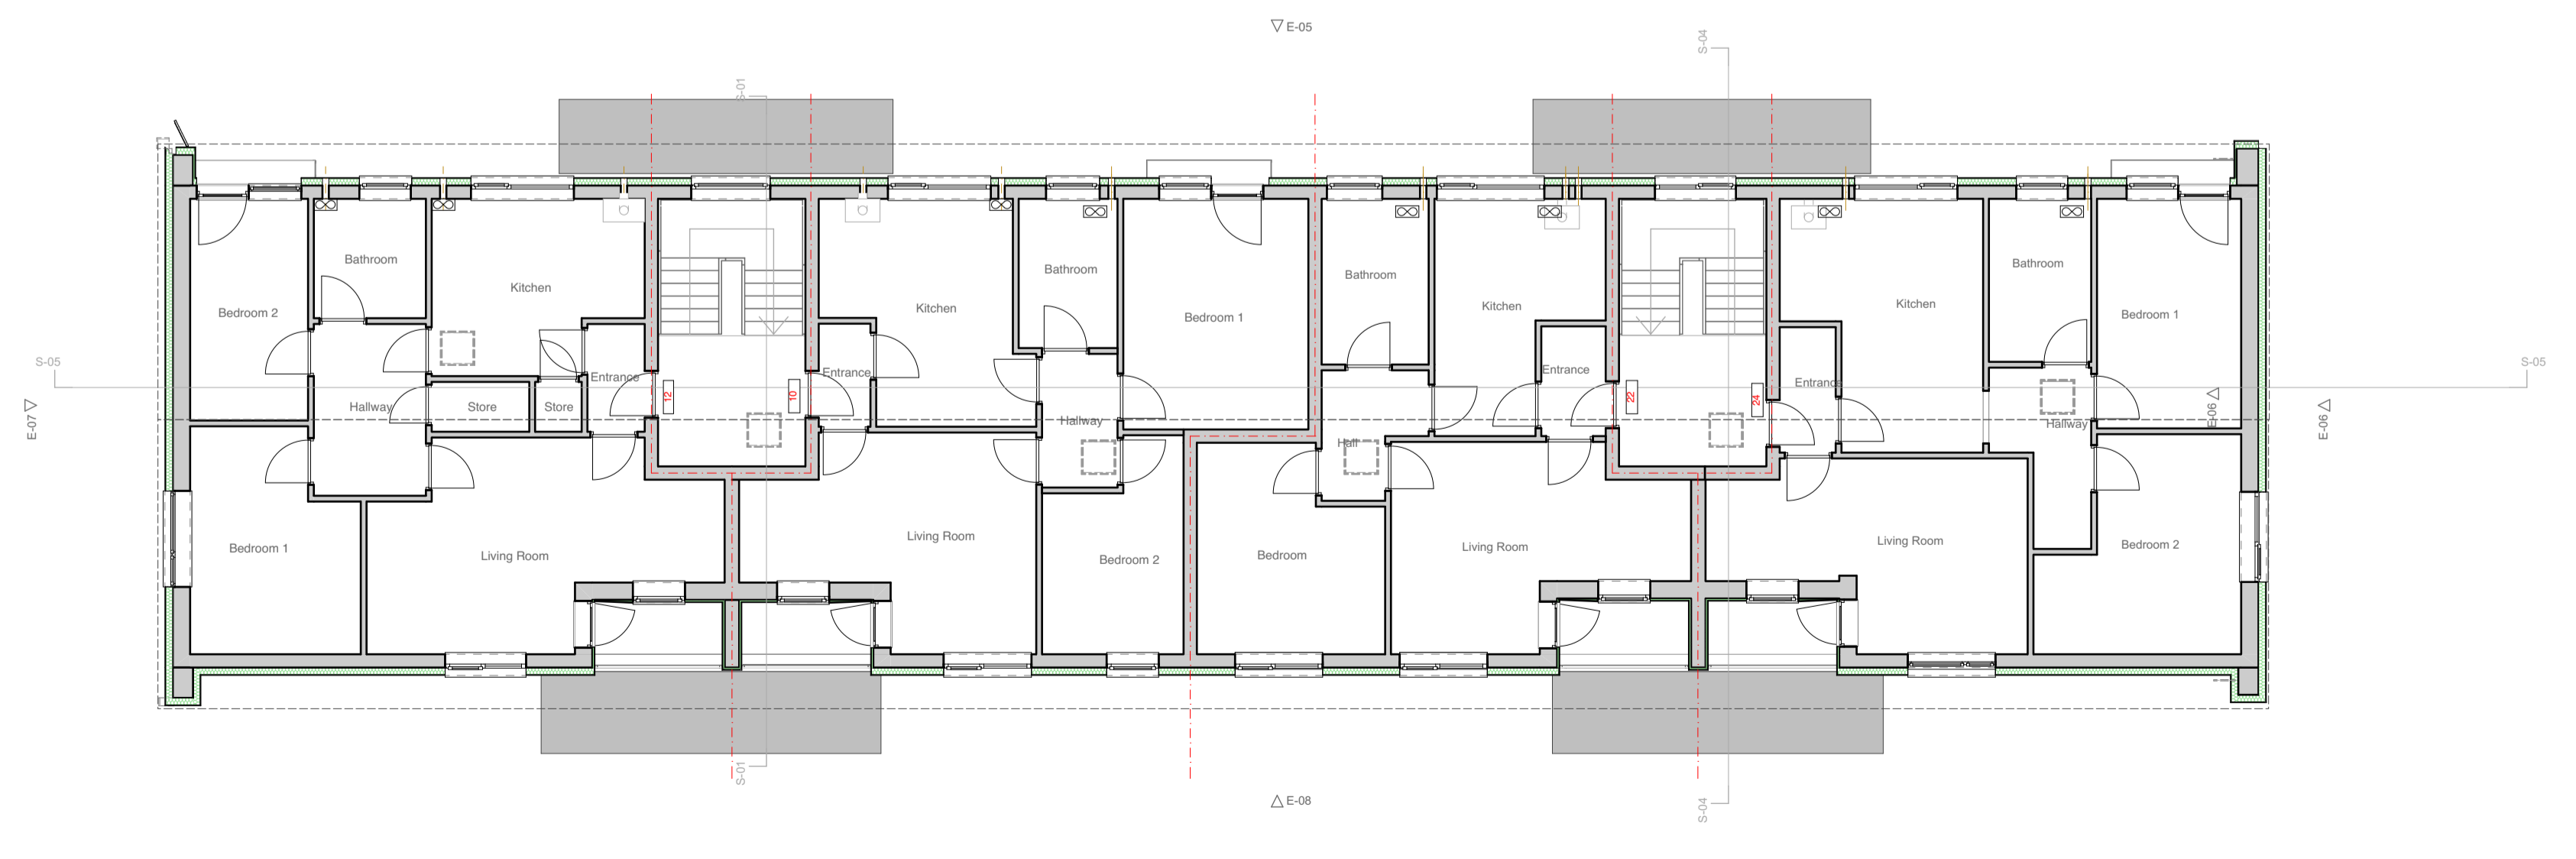 E-05
S-04
S-01
Bathroom
Kitchen
Bedroom 2
Bathroom
Kitchen
Bedroom 1
Bathroom
Kitchen
Kitchen
Bathroom
Bedroom 1
S-05
S-05
Entrance
12
10
Entrance
Entrance
22
24
Entrance
E-07
Hallway
Store
Store
Hallway
Hall
Hallway
E-06
E-06
Bedroom 1
Living Room
Living Room
Bedroom 2
Bedroom
Living Room
Living Room
Bedroom 2
S-01
E-08
S-04